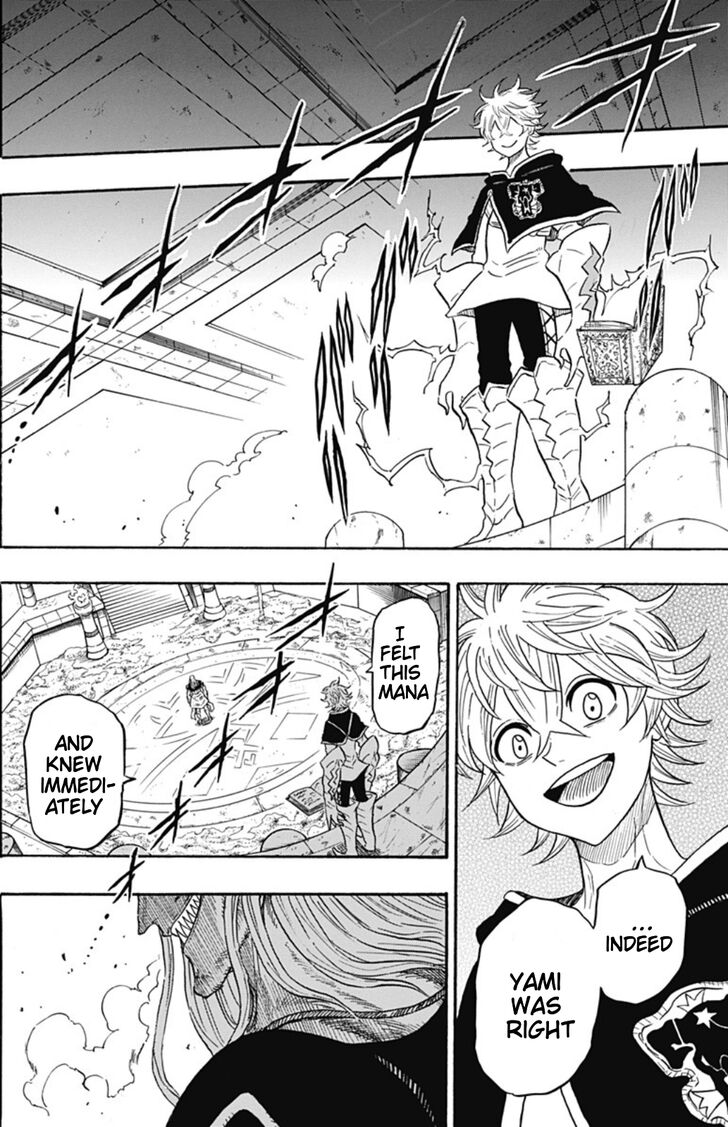 I
FELT
THIS
MANA
AND
KNEW
IMMEDI-
ATELY
...
INDEED
YAMI
WAS
RIGHT